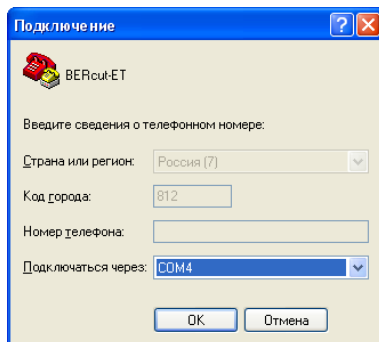 Подключение
BERcut-ET
Введите сведения о телефонном номере:
Страна или регион: Россия (7)
Код города: 812
Номер телефона:
Подключаться через: COM4
OK Отмена